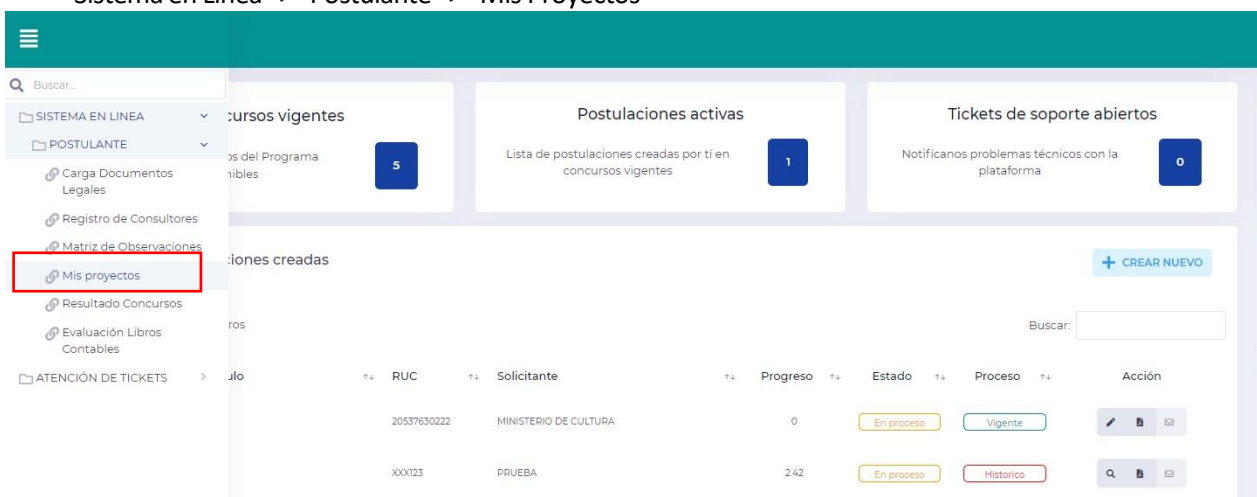 Sistema en Línea -> Postulante -> Mis Proyectos
Buscar...
SISTEMA EN LINEA
POSTULANTE
Carga Documentos
Legales
Registro de Consultores
Matriz de Observaciones
Mis proyectos
Resultado Concursos
Evaluación Libros
Contables
ATENCIÓN DE TICKETS
cursos vigentes
os del Programa
nibles
5
Postulaciones activas
Lista de postulaciones creadas por tí en
concursos vigentes
1
Tickets de soporte abiertos
Notifícanos problemas técnicos con la
plataforma
0
ciones creadas
CREAR NUEVO
ros
Buscar:
ulo RUC Solicitante Progreso Estado Proceso Acción
20537630222 MINISTERIO DE CULTURA 0 En proceso Vigente
XXX123 PRUEBA 2.42 En proceso Historico